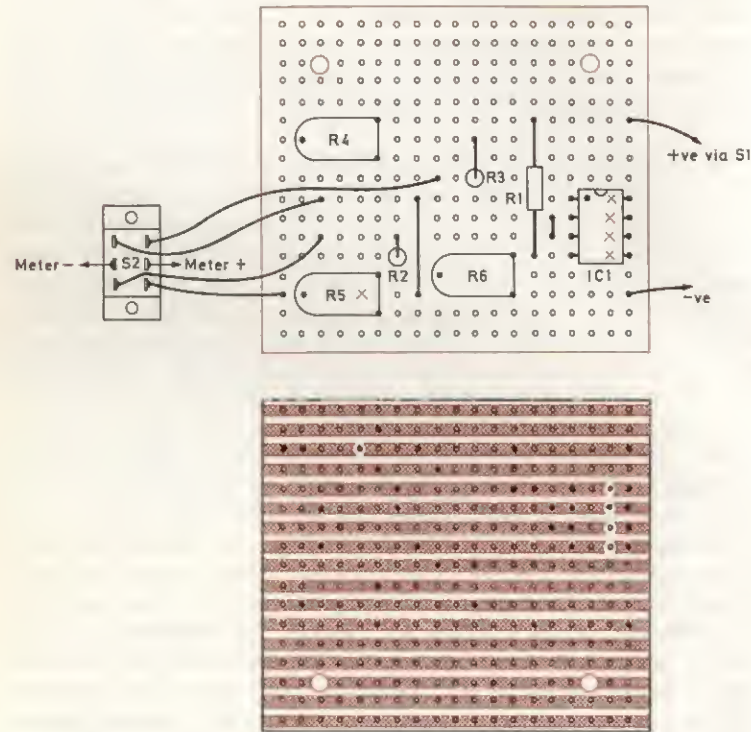 R4
+ve via S1
R3
R1
Meter - S2 Meter +
R2
R6
R5
IC1
-ve